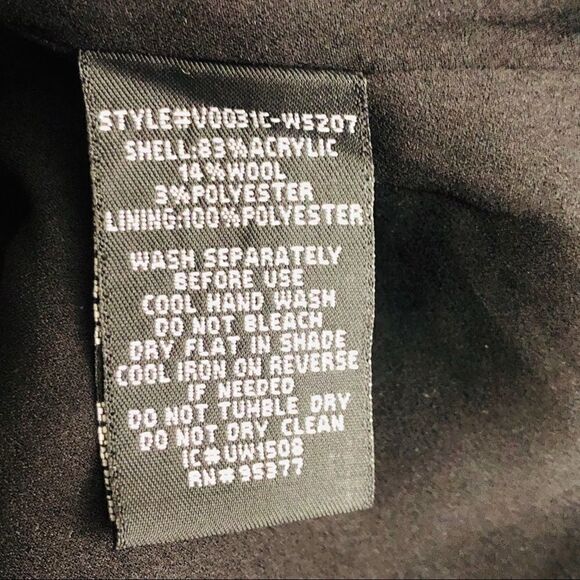 STYLE#V0031C-W5207
SHELL:83%ACRYLIC
14%WOOL
3%POLYESTER
LINING:100%POLYESTER
WASH SEPARATELY
BEFORE USE
COOL HAND WASH
DO NOT BLEACH
DRY FLAT IN SHADE
COOL IRON ON REVERSE
IF NEEDED
DO NOT TUMBLE DRY
DO NOT DRY CLEAN
IC#UW1508
RN#95377